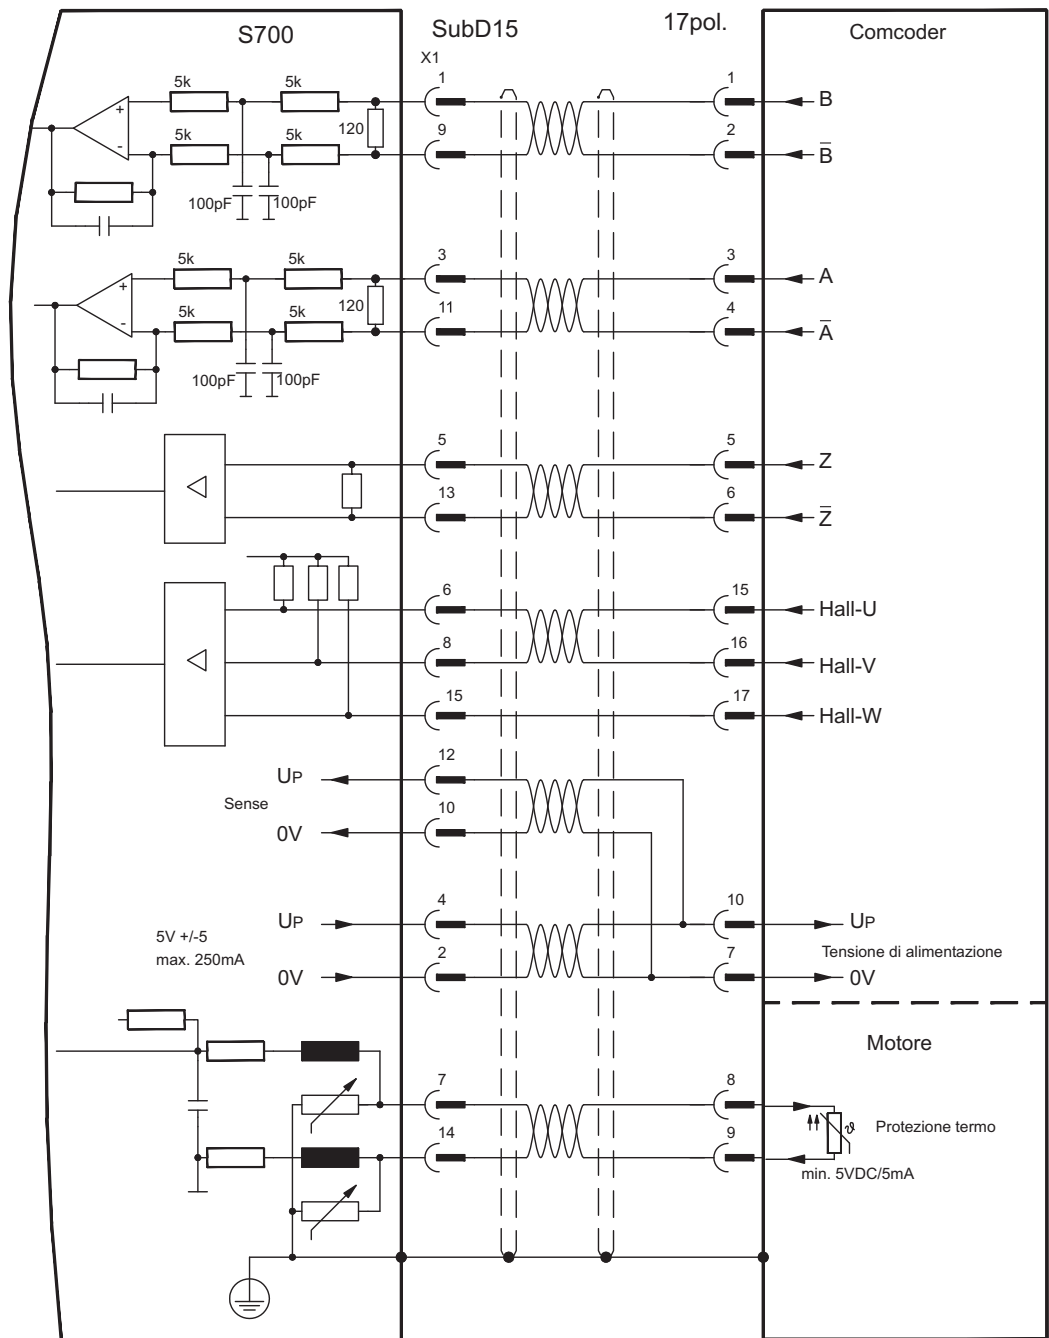 S700 SubD15 17pol. Comcoder
X1
5k 5k 1 1 B
120
5k 5k 9 2 B̅
100pF 100pF
5k 5k 3 3 A
120
5k 5k 11 4 A̅
100pF 100pF
5 5 Z
13 6 Z̅
6 15 Hall-U
8 16 Hall-V
15 17 Hall-W
UP 12
Sense
0V 10
UP 4 10 UP
5V +/-5
max. 250mA
Tensione di alimentazione
0V 2 7 0V
Motore
7 8
ϑ Protezione termo
14 9
min. 5VDC/5mA